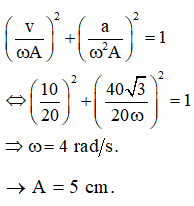 (v/ωA)² + (a/ω²A)² = 1
⇔ (10/20)² + (40√3/20ω)² = 1
⇒ ω = 4 rad/s.
→ A = 5 cm.